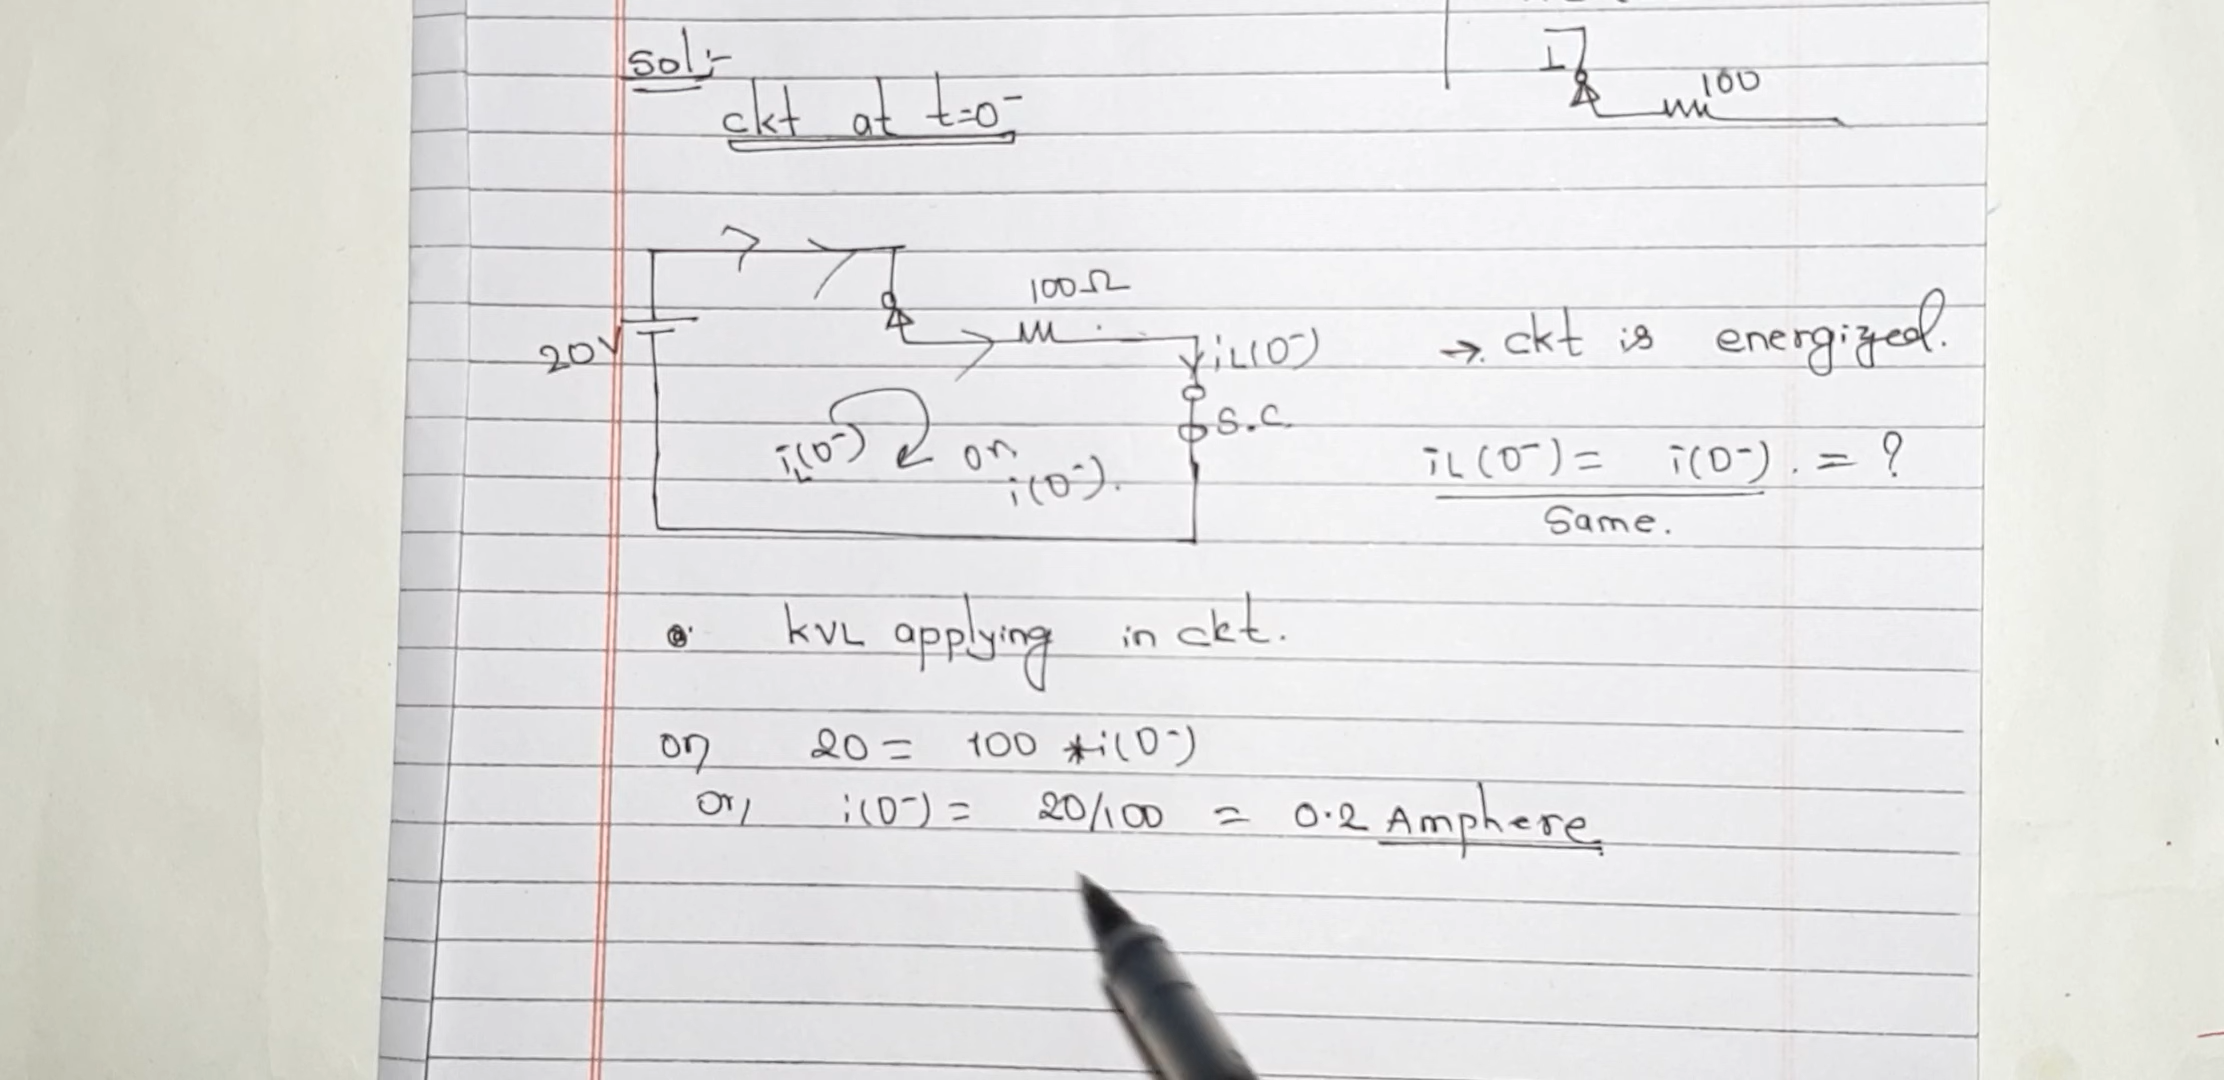 Sol:-
I
100
ckt at t=0⁻
100Ω
20V
iL(0⁻)
→ ckt is energized.
S.C.
iL(0⁻) or i(0⁻).
iL(0⁻) = i(0⁻). = ?
Same.
KVL applying in ckt.
or 20 = 100 *i(0⁻)
or, i(0⁻) = 20/100 = 0.2 Amphere